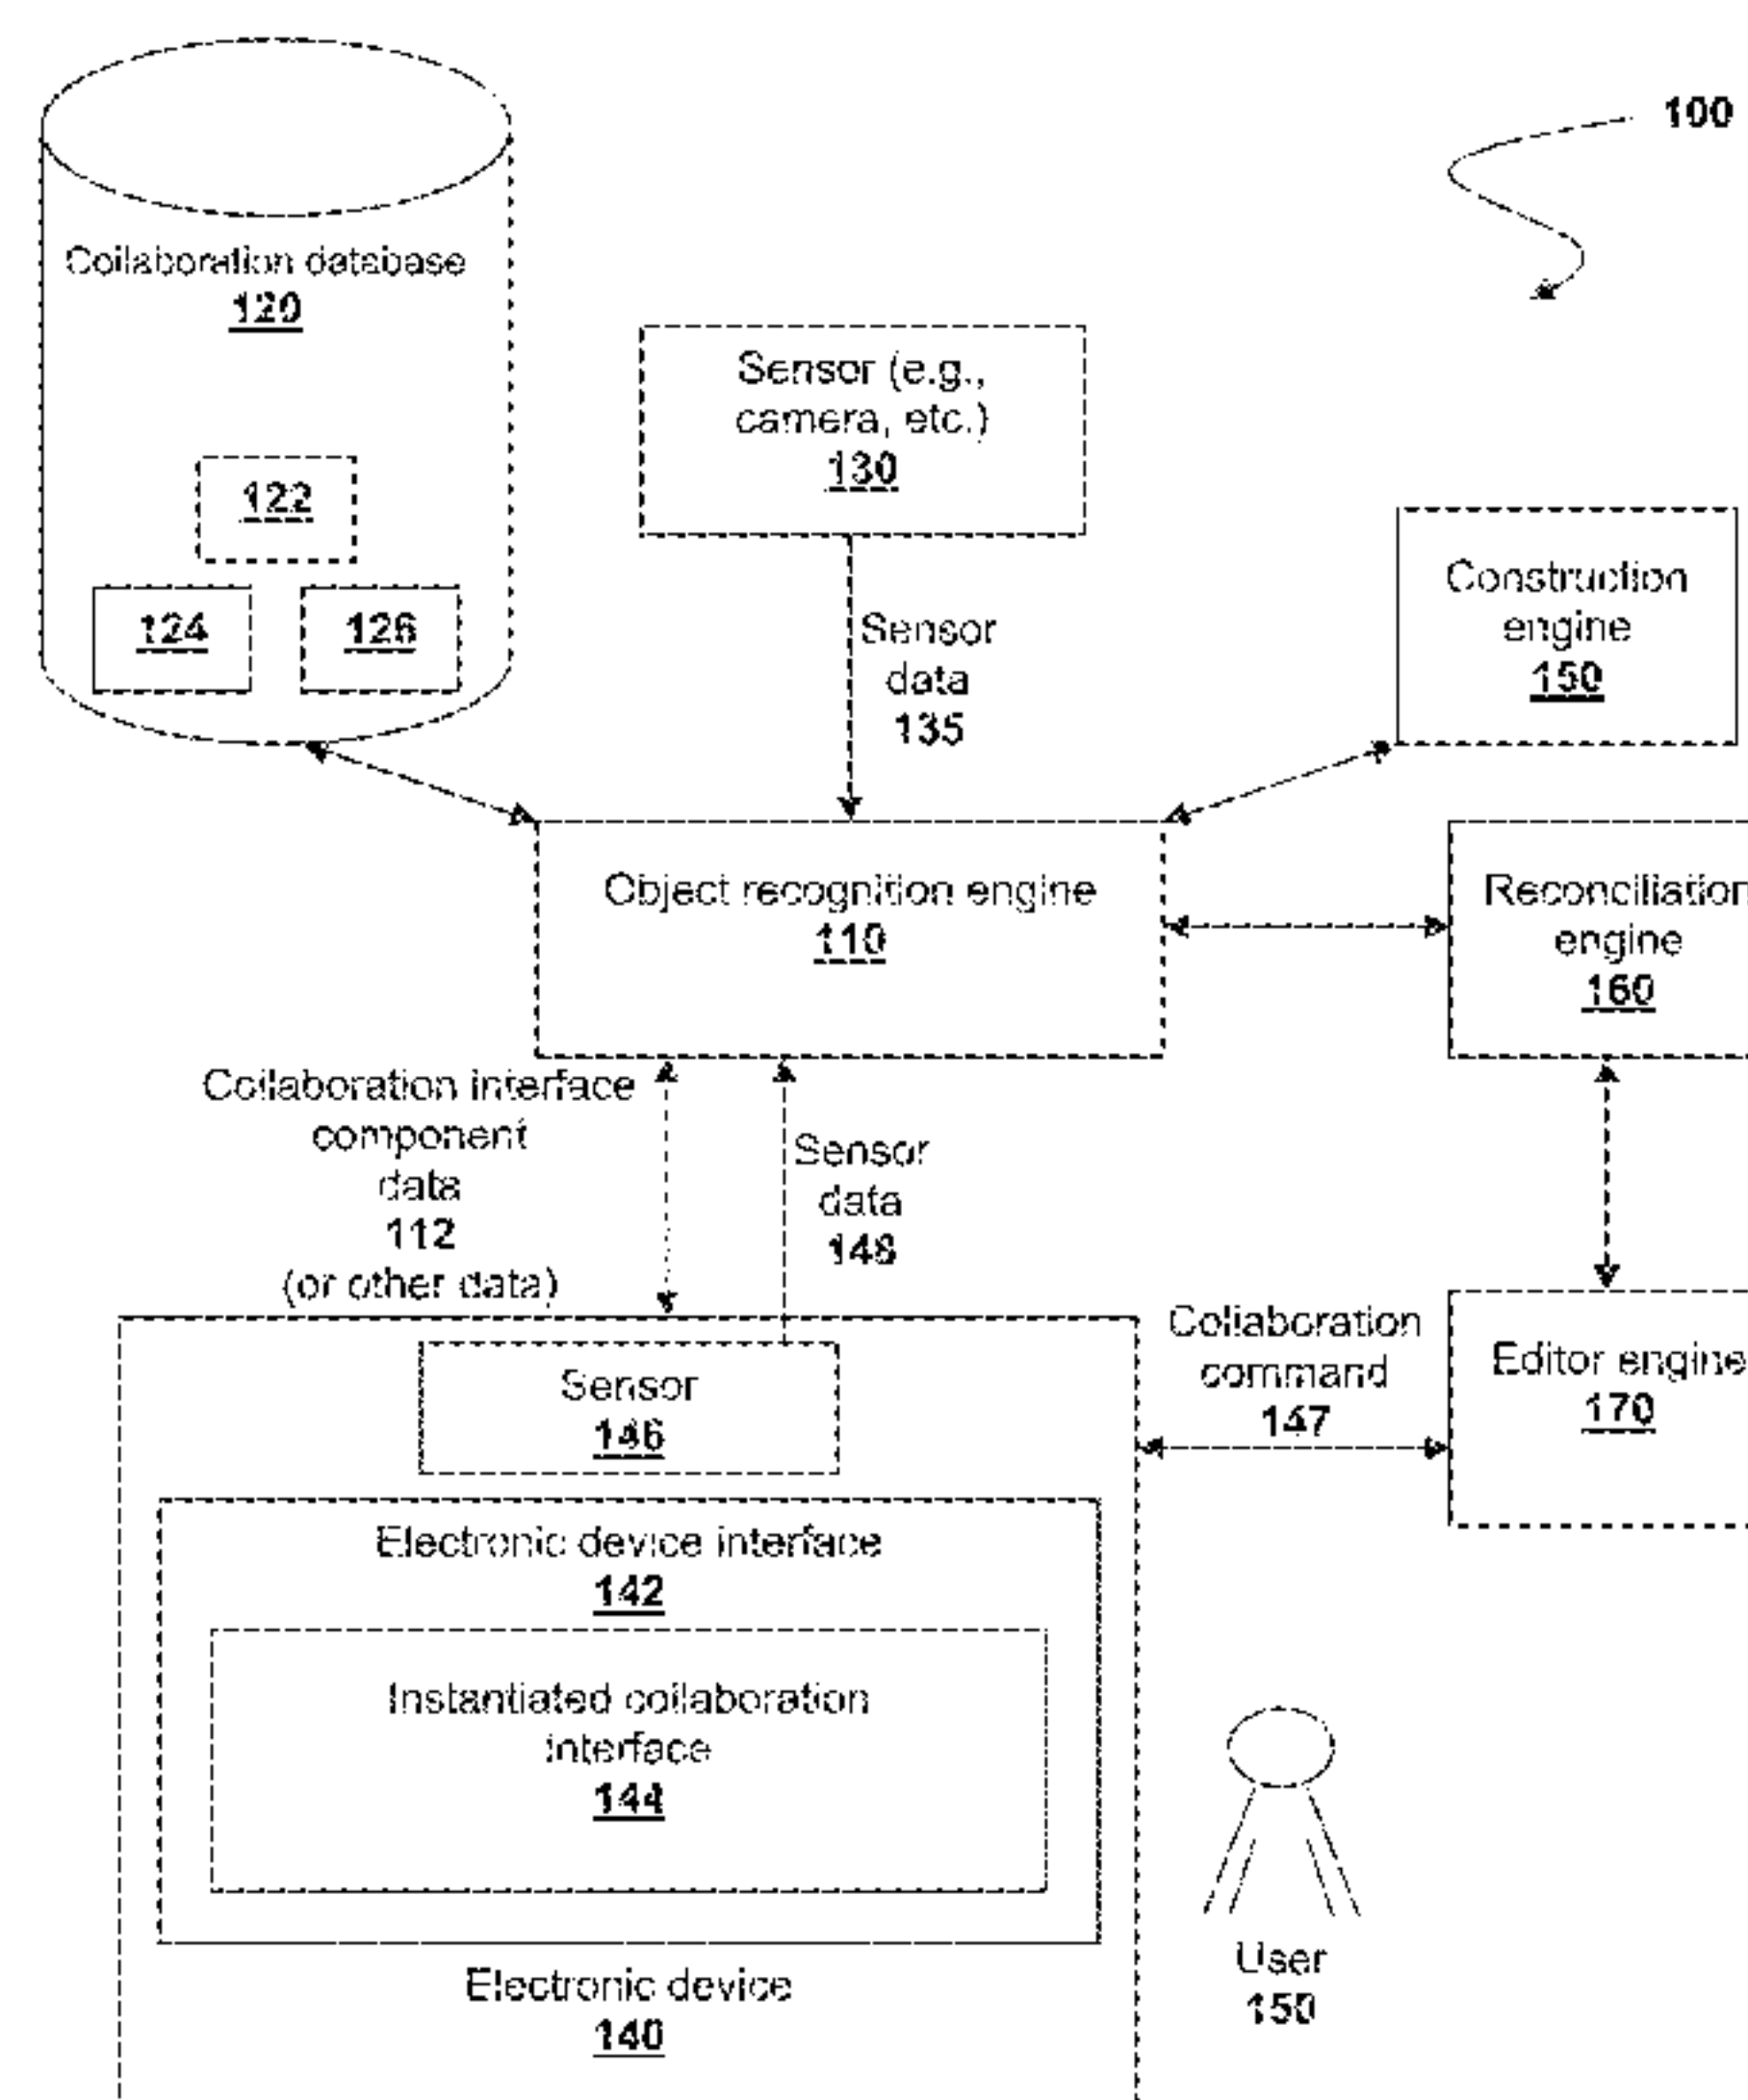 100
Collaboration database
120
Sensor (e.g.,
camera, etc.)
130
122
124
126
Sensor
data
135
Construction
engine
150
Object recognition engine
110
Reconciliation
engine
160
Collaboration interface
component
data
112
(or other data)
Sensor
data
148
Sensor
146
Collaboration
command
147
Editor engine
170
Electronic device interface
142
Instantiated collaboration
interface
144
Electronic device
140
User
150